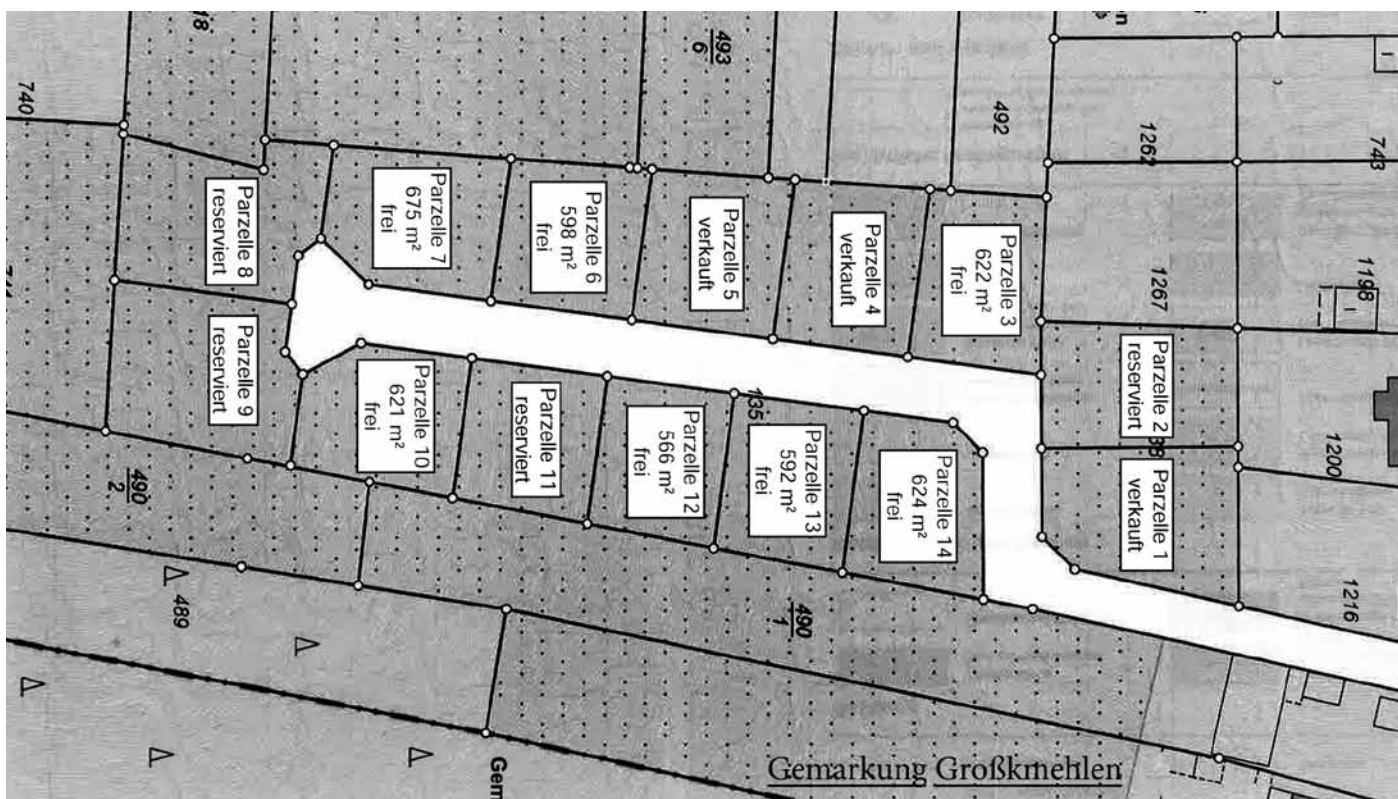 18
493
6
492
1262
743
740
1198
1267
Parzelle 8
reserviert
Parzelle 7
675 m²
frei
Parzelle 6
598 m²
frei
Parzelle 5
verkauft
Parzelle 4
verkauft
Parzelle 3
622 m²
frei
Parzelle 2
reserviert
Parzelle 9
reserviert
Parzelle 10
621 m²
frei
Parzelle 11
reserviert
Parzelle 12
566 m²
frei
135
Parzelle 13
592 m²
frei
Parzelle 14
624 m²
frei
Parzelle 1
verkauft
1200
1216
490
2
490
1
489
Gem
Gemarkung Großkmehlen